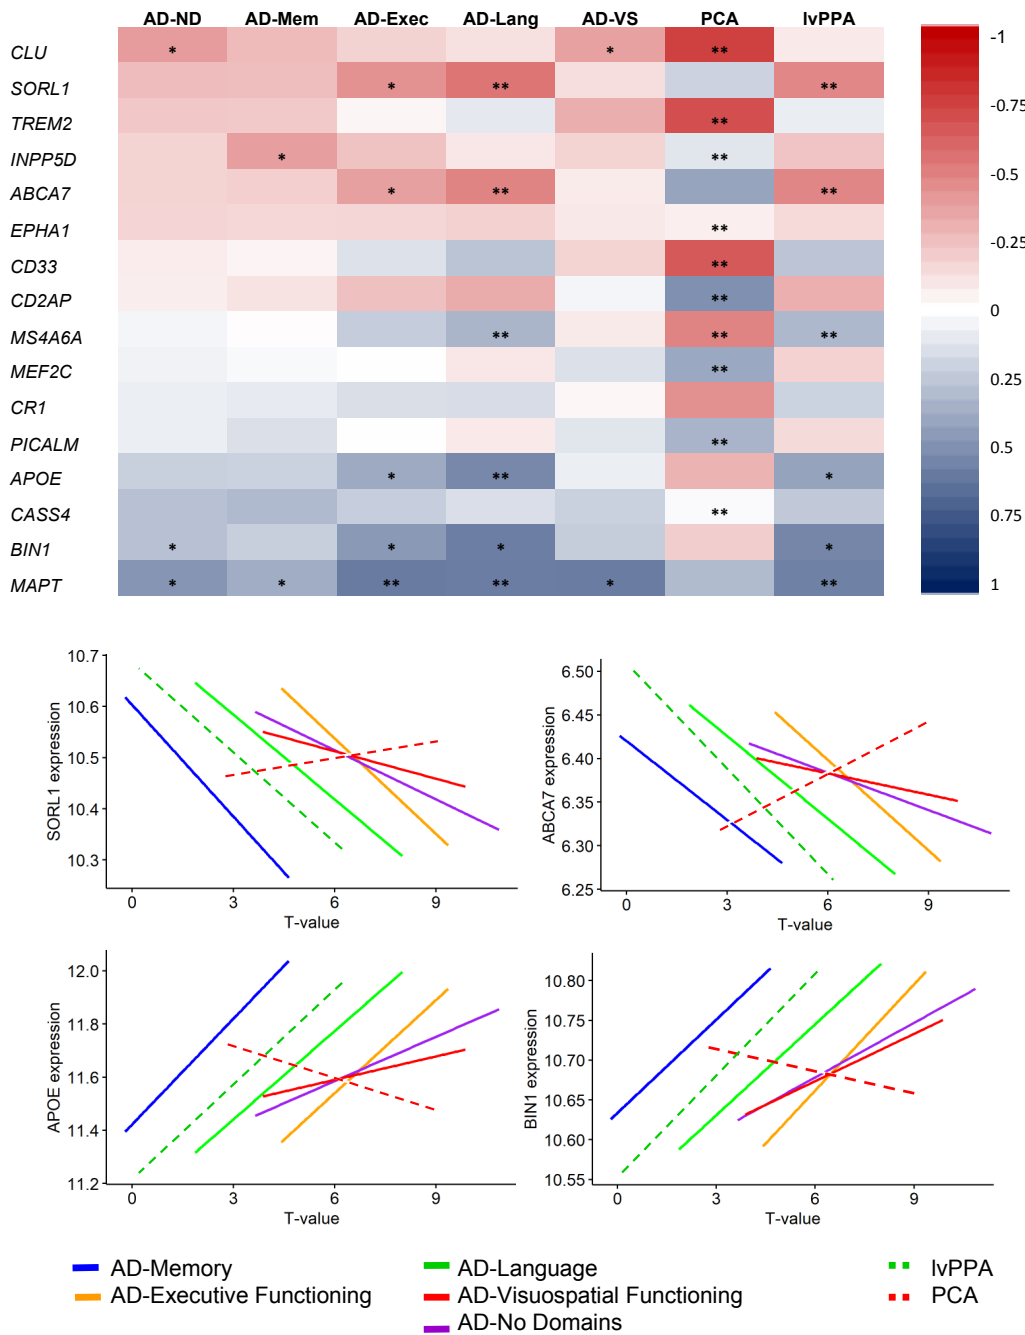 AD-ND AD-Mem AD-Exec AD-Lang AD-VS PCA lvPPA
CLU * * **
SORL1 * ** **
TREM2 **
INPP5D * **
ABCA7 * ** **
EPHA1 **
CD33 **
CD2AP **
MS4A6A ** ** **
MEF2C **
CR1
PICALM **
APOE * ** *
CASS4 **
BIN1 * * * *
MAPT * * ** ** * **
-1
-0.75
-0.5
-0.25
0
0.25
0.5
0.75
1
SORL1 expression
10.7
10.6
10.5
10.4
10.3
0 3 6 9
T-value
ABCA7 expression
6.50
6.45
6.40
6.35
6.30
6.25
0 3 6 9
T-value
APOE expression
12.0
11.8
11.6
11.4
11.2
0 3 6 9
T-value
BIN1 expression
10.80
10.75
10.70
10.65
10.60
10.55
0 3 6 9
T-value
AD-Memory AD-Language lvPPA
AD-Executive Functioning AD-Visuospatial Functioning PCA
AD-No Domains